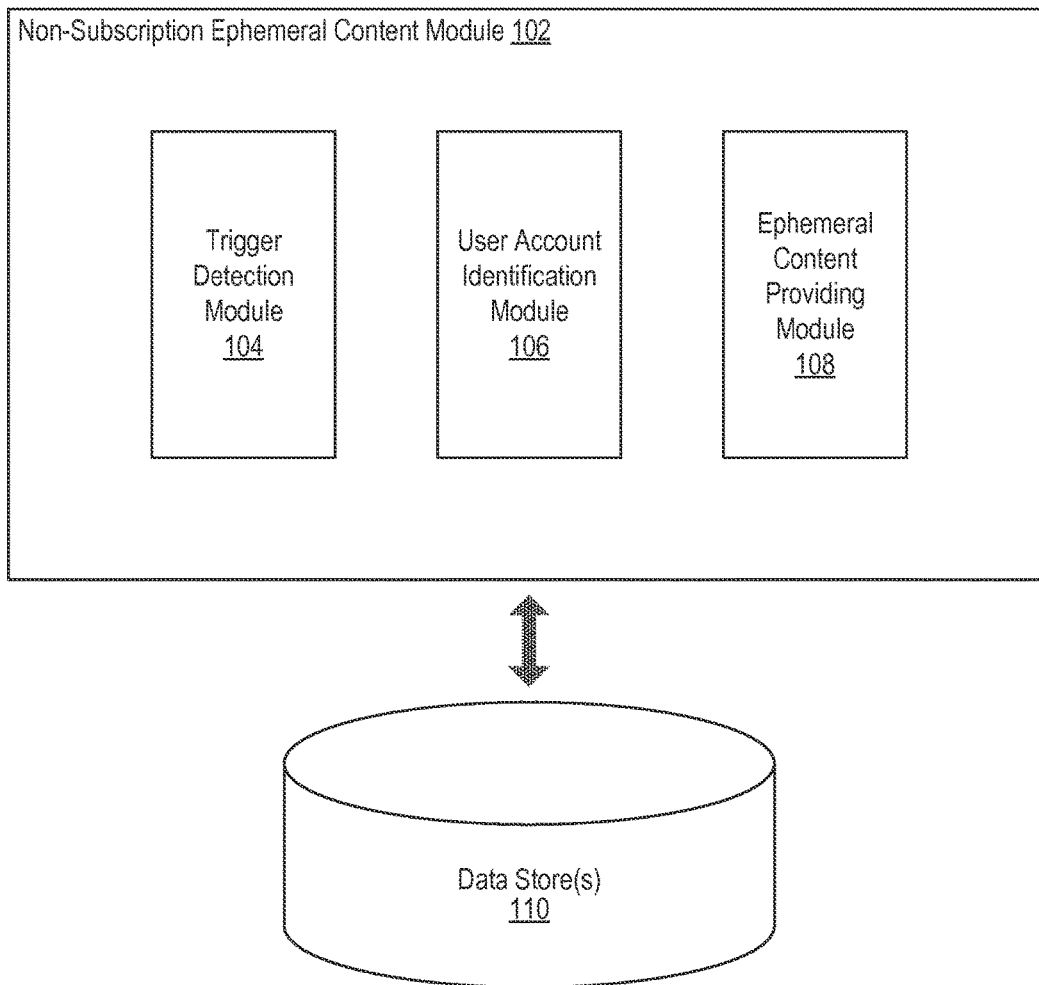 Non-Subscription Ephemeral Content Module 102
Trigger
Detection
Module
104
User Account
Identification
Module
106
Ephemeral
Content
Providing
Module
108
Data Store(s)
110